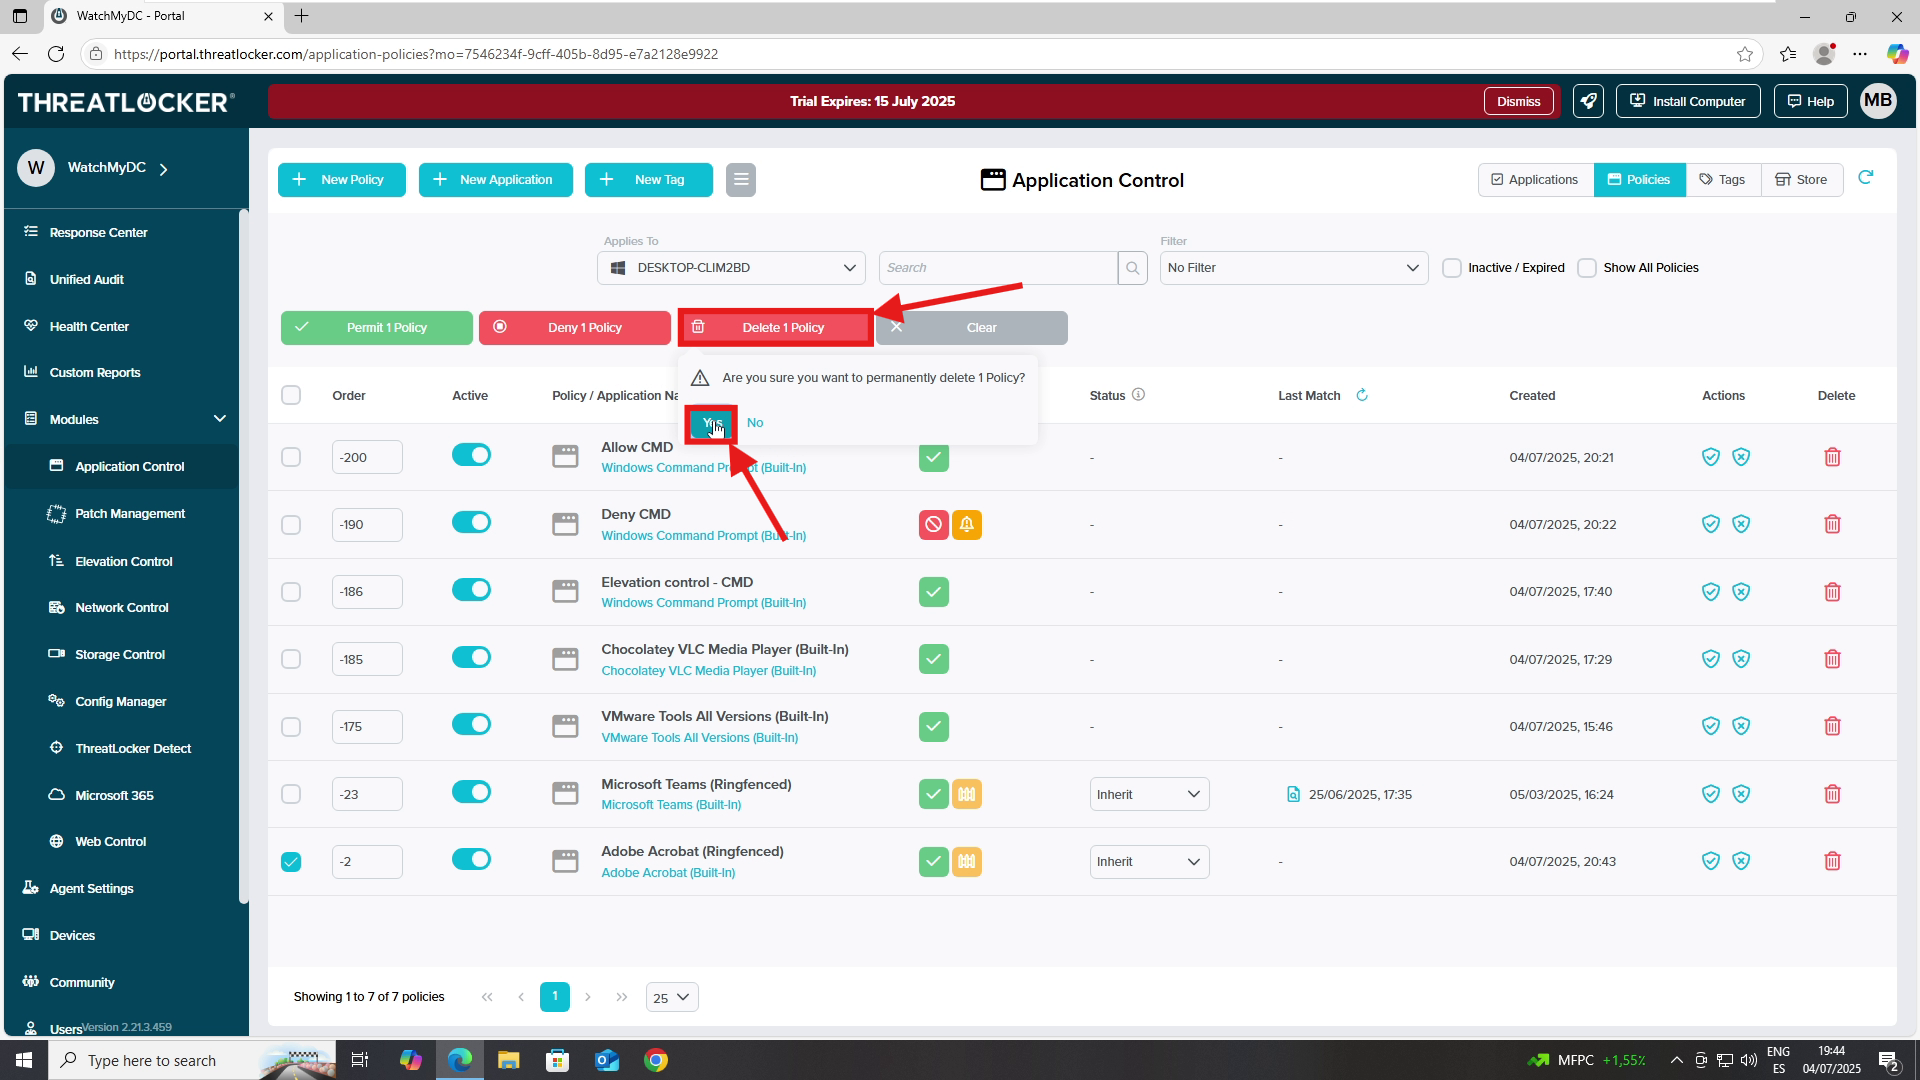 WatchMyDC - Portal
https://portal.threatlocker.com/application-policies?mo=7546234f-9cff-405b-8d95-e7a2128e9922
THREATLOCKER
Trial Expires: 15 July 2025
Dismiss
Install Computer
Help
MB
W
WatchMyDC
New Policy
New Application
New Tag
Application Control
Applications
Policies
Tags
Store
Response Center
Unified Audit
Health Center
Custom Reports
Modules
Application Control
Patch Management
Elevation Control
Network Control
Storage Control
Config Manager
ThreatLocker Detect
Microsoft 365
Web Control
Agent Settings
Devices
Community
Users
Version 2.21.3.459
Applies To
DESKTOP-CLIM2BD
Search
Filter
No Filter
Inactive / Expired
Show All Policies
Permit 1 Policy
Deny 1 Policy
Delete 1 Policy
Clear
Are you sure you want to permanently delete 1 Policy?
Yes
No
Order
Active
Policy / Application Na
Status
Last Match
Created
Actions
Delete
-200
Allow CMD
Windows Command Prompt (Built-In)
-
-
04/07/2025, 20:21
-190
Deny CMD
Windows Command Prompt (Built-In)
-
-
04/07/2025, 20:22
-186
Elevation control - CMD
Windows Command Prompt (Built-In)
-
-
04/07/2025, 17:40
-185
Chocolatey VLC Media Player (Built-In)
Chocolatey VLC Media Player (Built-In)
-
-
04/07/2025, 17:29
-175
VMware Tools All Versions (Built-In)
VMware Tools All Versions (Built-In)
-
-
04/07/2025, 15:46
-23
Microsoft Teams (Ringfenced)
Microsoft Teams (Built-In)
Inherit
25/06/2025, 17:35
05/03/2025, 16:24
-2
Adobe Acrobat (Ringfenced)
Adobe Acrobat (Built-In)
Inherit
-
04/07/2025, 20:43
Showing 1 to 7 of 7 policies
1
25
Type here to search
MFPC +1,55%
ENG
ES
19:44
04/07/2025
2